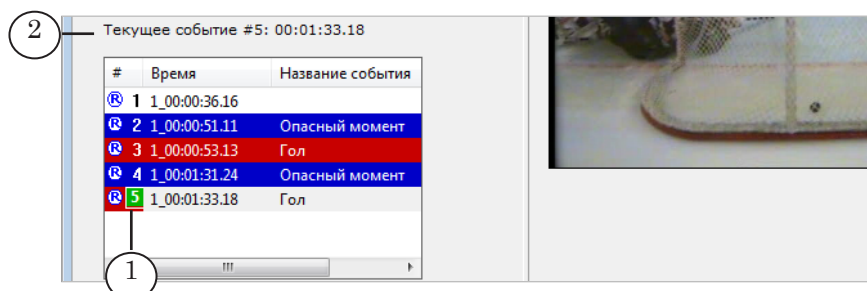 2
Текущее событие #5: 00:01:33.18
# Время Название события
® 1 1_00:00:36.16
® 2 1_00:00:51.11 Опасный момент
® 3 1_00:00:53.13 Гол
® 4 1_00:01:31.24 Опасный момент
® 5 1_00:01:33.18 Гол
1